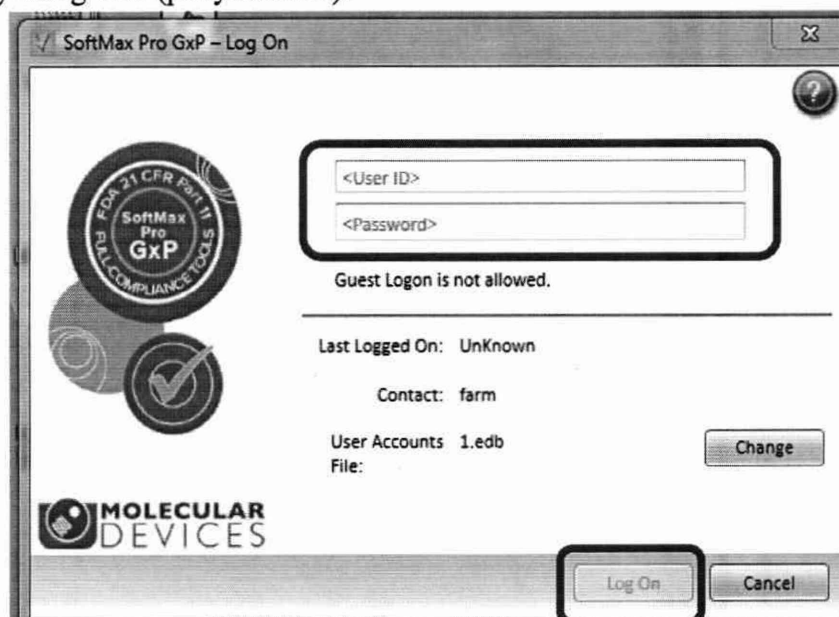 SoftMax Pro GxP – Log On
?
<User ID>
<Password>
FDA 21 CFR Part 11
SoftMax
Pro
GxP
FULL-COMPLIANCE TOOLS
Guest Logon is not allowed.
Last Logged On: UnKnown
Contact: farm
User Accounts File: 1.edb
Change
MOLECULAR
DEVICES
Log On
Cancel